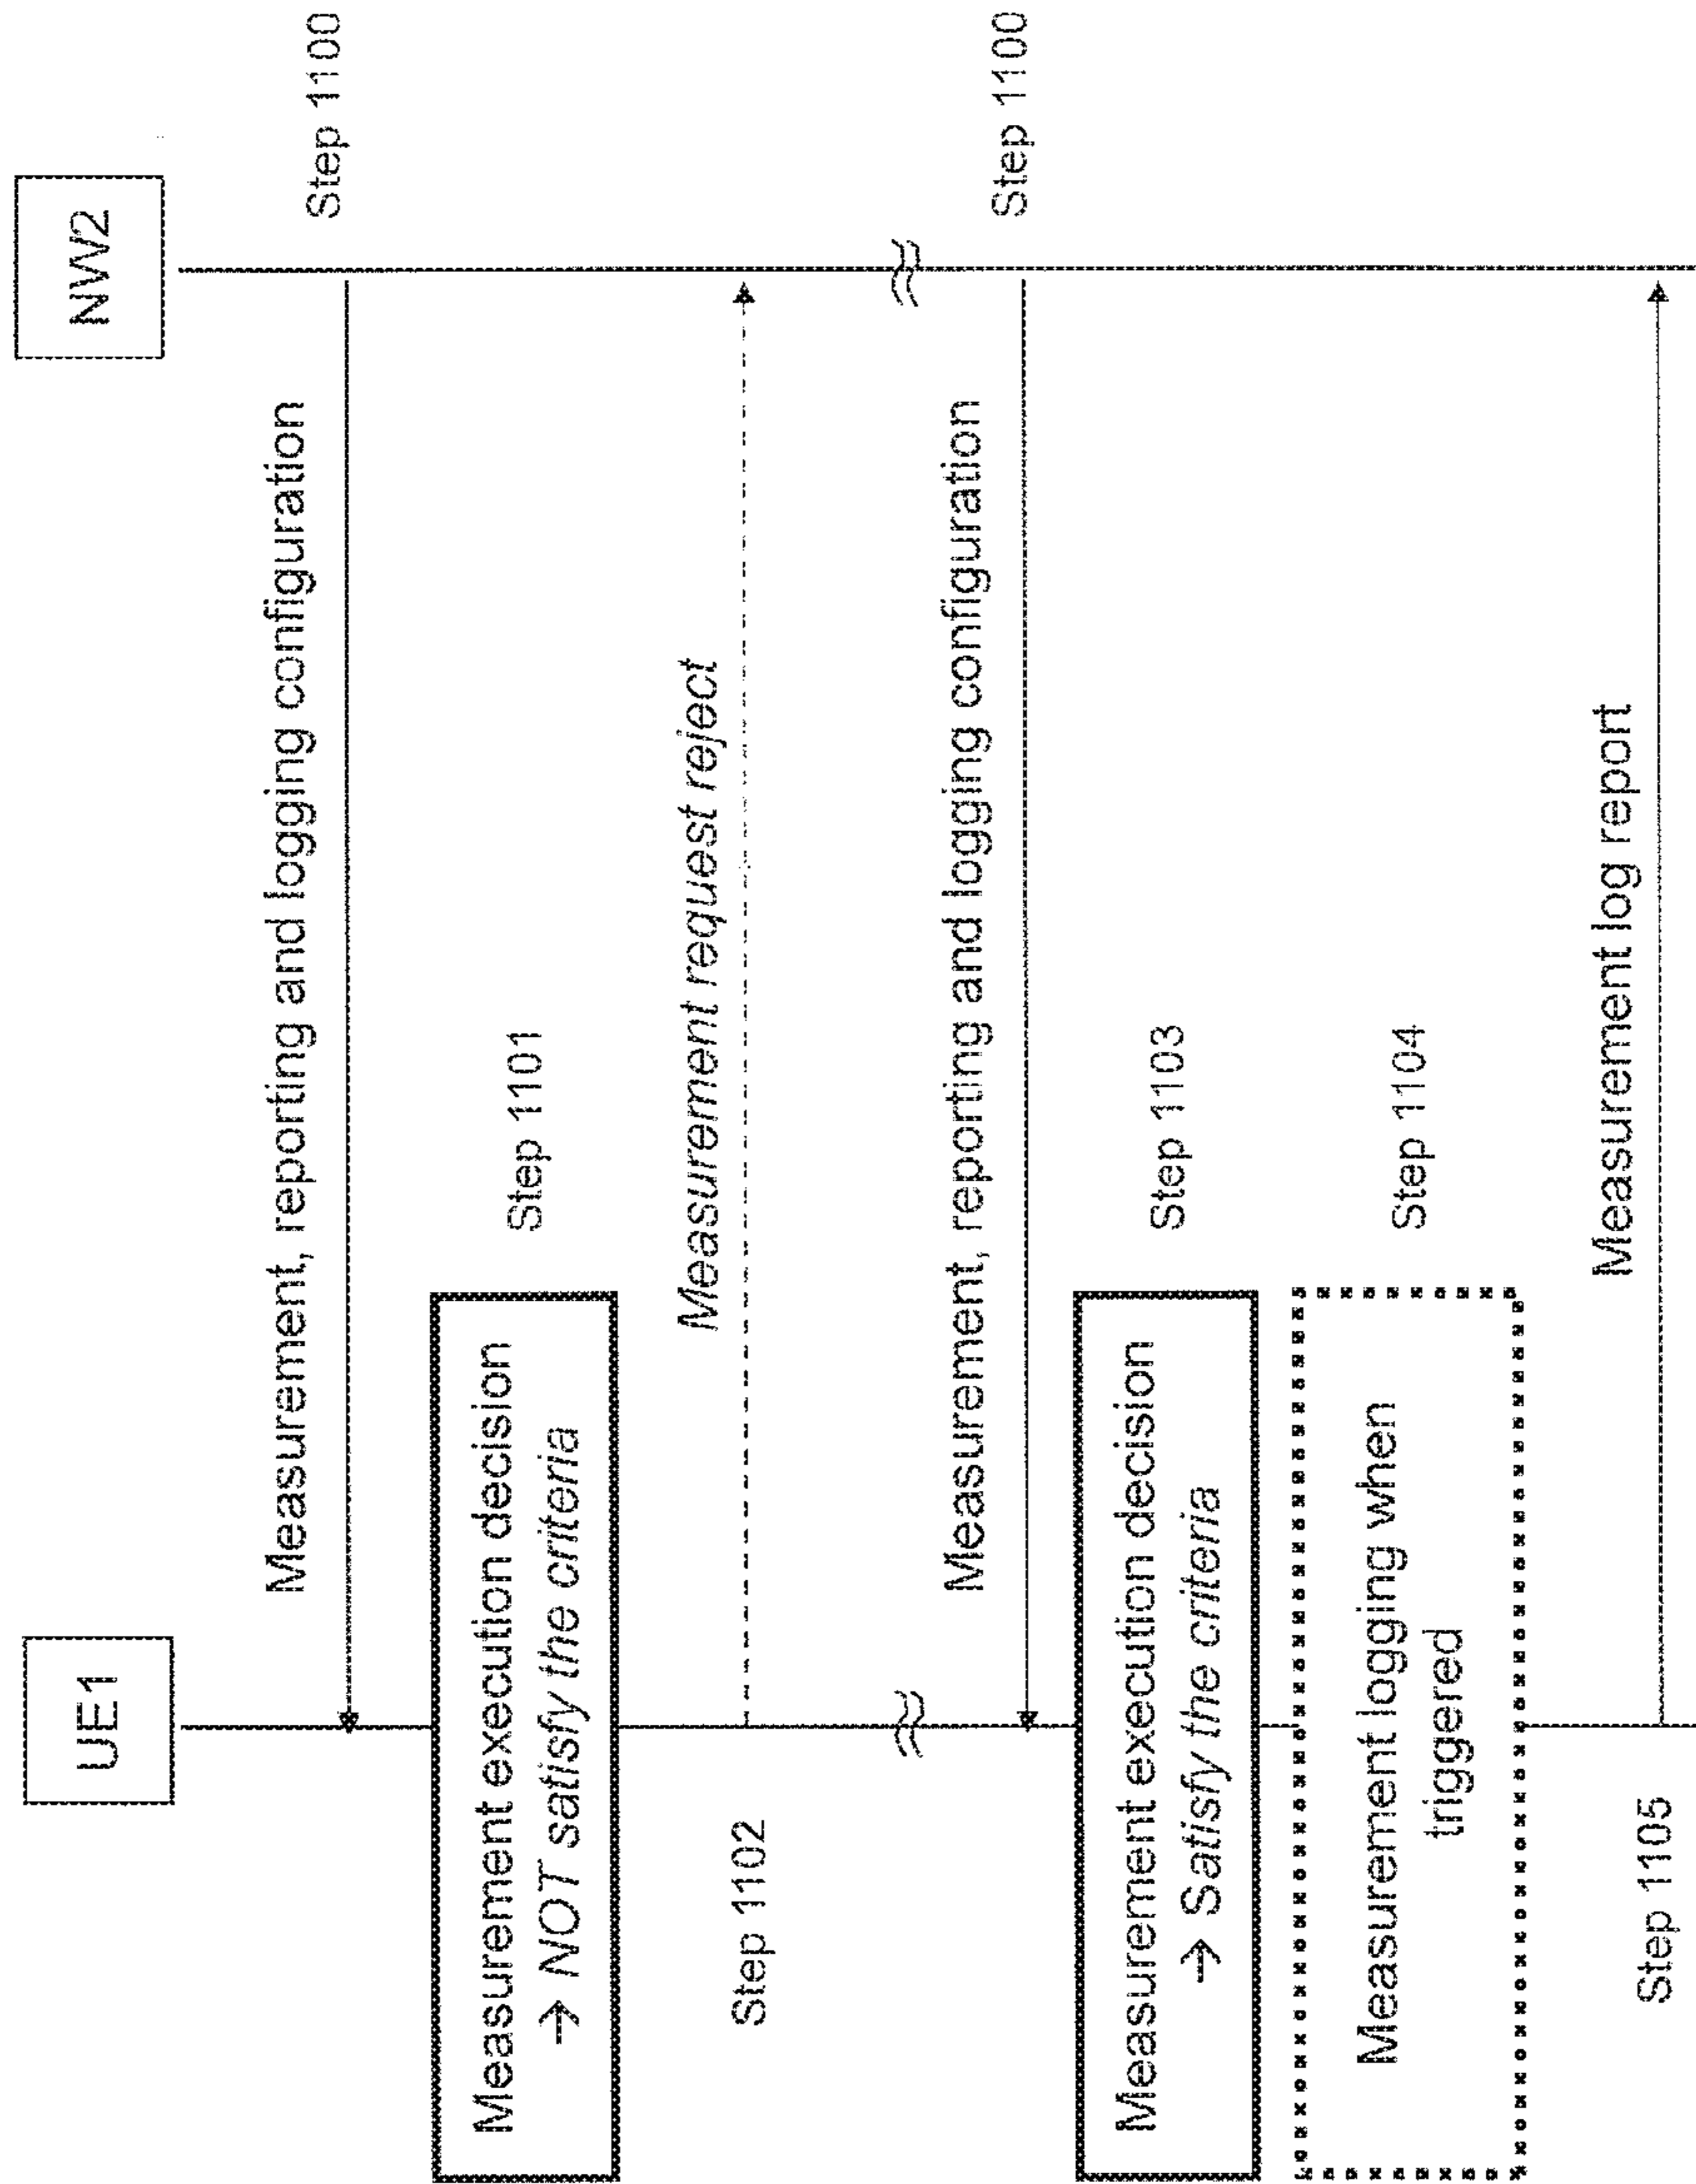 UE1
NW2
Measurement, reporting and logging configuration
Step 1100
Measurement execution decision
→ NOT satisfy the criteria
Step 1101
Measurement request reject
Step 1102
Measurement, reporting and logging configuration
Step 1100
Measurement execution decision
→ Satisfy the criteria
Step 1103
Measurement logging when
triggered
Step 1104
Measurement log report
Step 1105